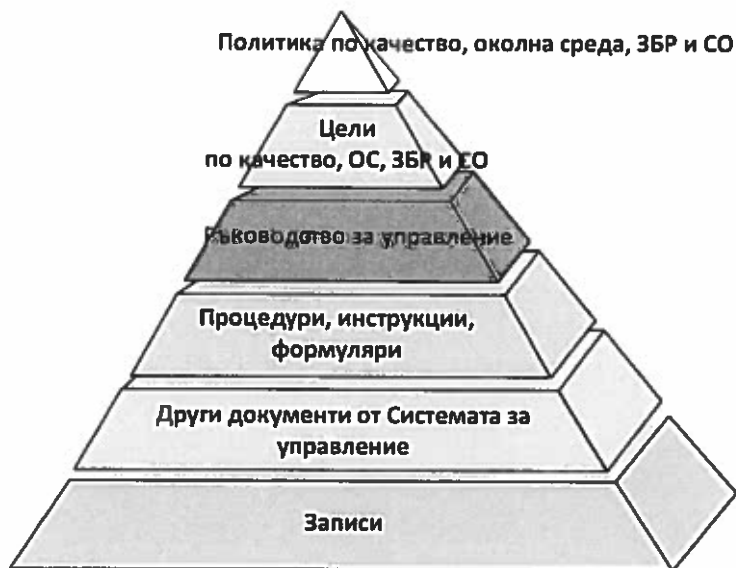 Политика по качество, околна среда, ЗБР и СО
Цели
по качество, ОС, ЗБР и СО
Ръководство за управление
Процедури, инструкции,
формуляри
Други документи от Системата за
управление
Записи